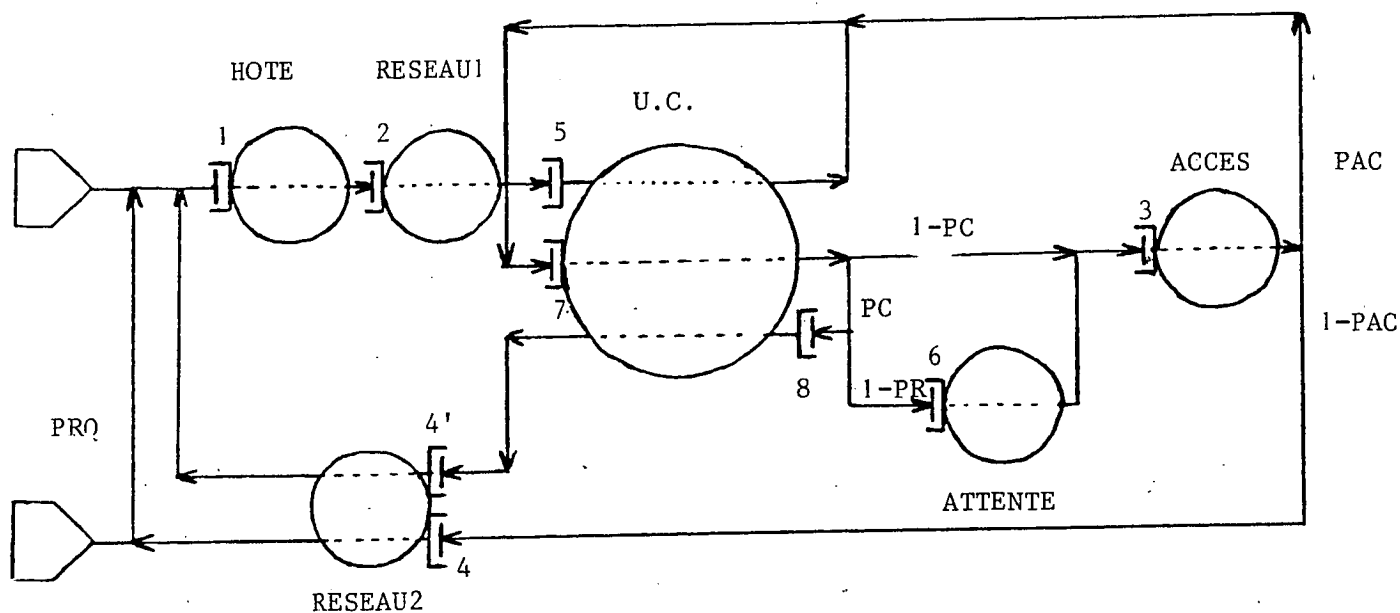 HOTE
RESEAU1
U.C.
ACCES
PAC
1
2
5
3
1-PC
7
PC
1-PAC
8
1-PR
6
PRQ
4'
ATTENTE
4
RESEAU2